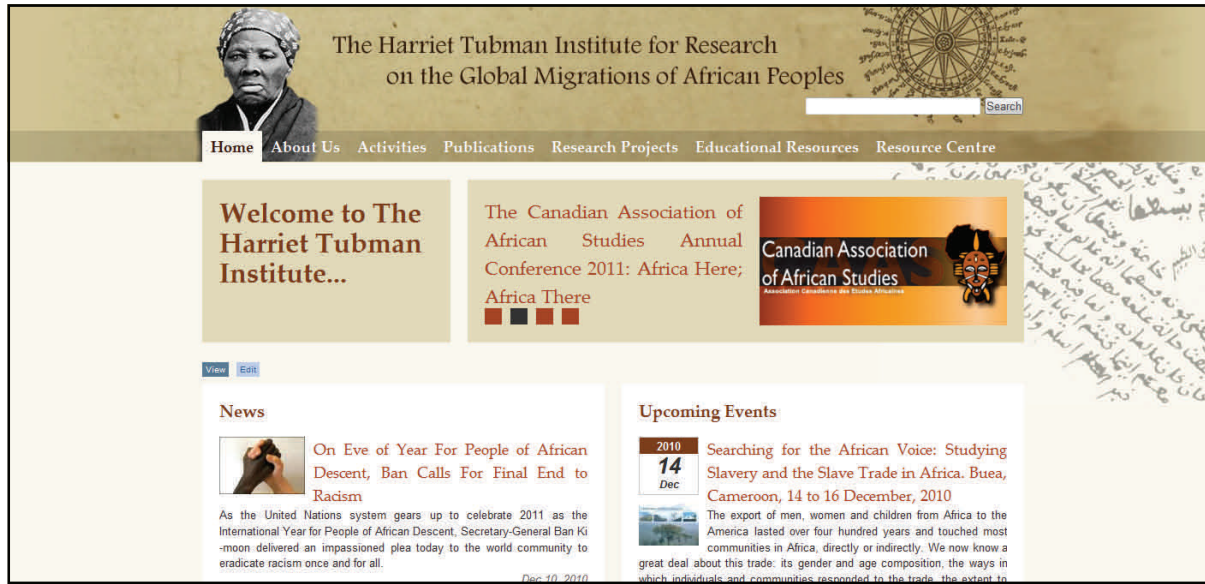 The Harriet Tubman Institute for Research
on the Global Migrations of African Peoples
Search
Home About Us Activities Publications Research Projects Educational Resources Resource Centre
Welcome to The
Harriet Tubman
Institute...
The Canadian Association of
African Studies Annual
Conference 2011: Africa Here;
Africa There
Canadian Association
of African Studies
Association Canadienne des Études Africaines
View Edit
News
On Eve of Year For People of African
Descent, Ban Calls For Final End to
Racism
As the United Nations system gears up to celebrate 2011 as the
International Year for People of African Descent, Secretary-General Ban Ki
-moon delivered an impassioned plea today to the world community to
eradicate racism once and for all.
Dec 10, 2010
Upcoming Events
2010
14
Dec
Searching for the African Voice: Studying
Slavery and the Slave Trade in Africa. Buea,
Cameroon, 14 to 16 December, 2010
The export of men, women and children from Africa to the
America lasted over four hundred years and touched most
communities in Africa, directly or indirectly. We now know a
great deal about this trade: its gender and age composition, the ways in
which individuals and communities responded to the trade, the extent to